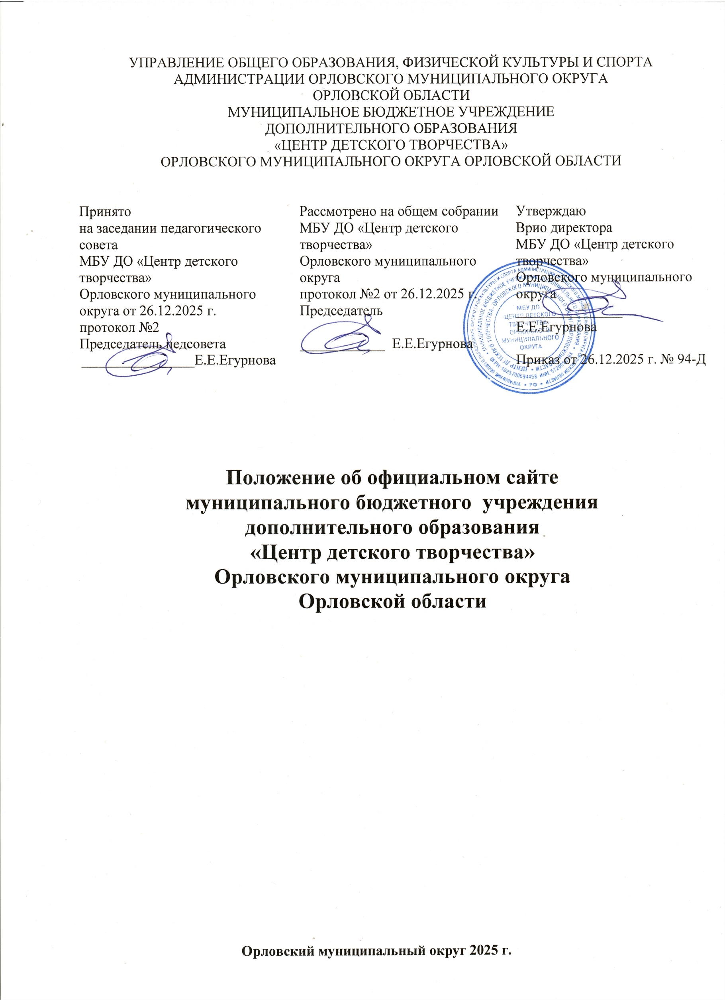 УПРАВЛЕНИЕ ОБЩЕГО ОБРАЗОВАНИЯ, ФИЗИЧЕСКОЙ КУЛЬТУРЫ И СПОРТА
АДМИНИСТРАЦИИ ОРЛОВСКОГО МУНИЦИПАЛЬНОГО ОКРУГА
ОРЛОВСКОЙ ОБЛАСТИ
МУНИЦИПАЛЬНОЕ БЮДЖЕТНОЕ УЧРЕЖДЕНИЕ
ДОПОЛНИТЕЛЬНОГО ОБРАЗОВАНИЯ
«ЦЕНТР ДЕТСКОГО ТВОРЧЕСТВА»
ОРЛОВСКОГО МУНИЦИПАЛЬНОГО ОКРУГА ОРЛОВСКОЙ ОБЛАСТИ
Принято
на заседании педагогического
совета
МБУ ДО «Центр детского
творчества»
Орловского муниципального
округа от 26.12.2025 г.
протокол №2
Председатель педсовета
Е.Е.Егурнова
Рассмотрено на общем собрании
МБУ ДО «Центр детского
творчества»
Орловского муниципального
округа
протокол №2 от 26.12.2025 г.
Председатель
Е.Е.Егурнова
Утверждаю
Врио директора
МБУ ДО «Центр детского
творчества»
Орловского муниципального
округа
Е.Е.Егурнова
Приказ от 26.12.2025 г. № 94-Д
МБУ ДО
ЦЕНТР ДЕТСКОГО
ТВОРЧЕСТВА
ОРЛОВСКОГО
МУНИЦИПАЛЬНОГО
ОКРУГА
Положение об официальном сайте
муниципального бюджетного учреждения
дополнительного образования
«Центр детского творчества»
Орловского муниципального округа
Орловской области
Орловский муниципальный округ 2025 г.